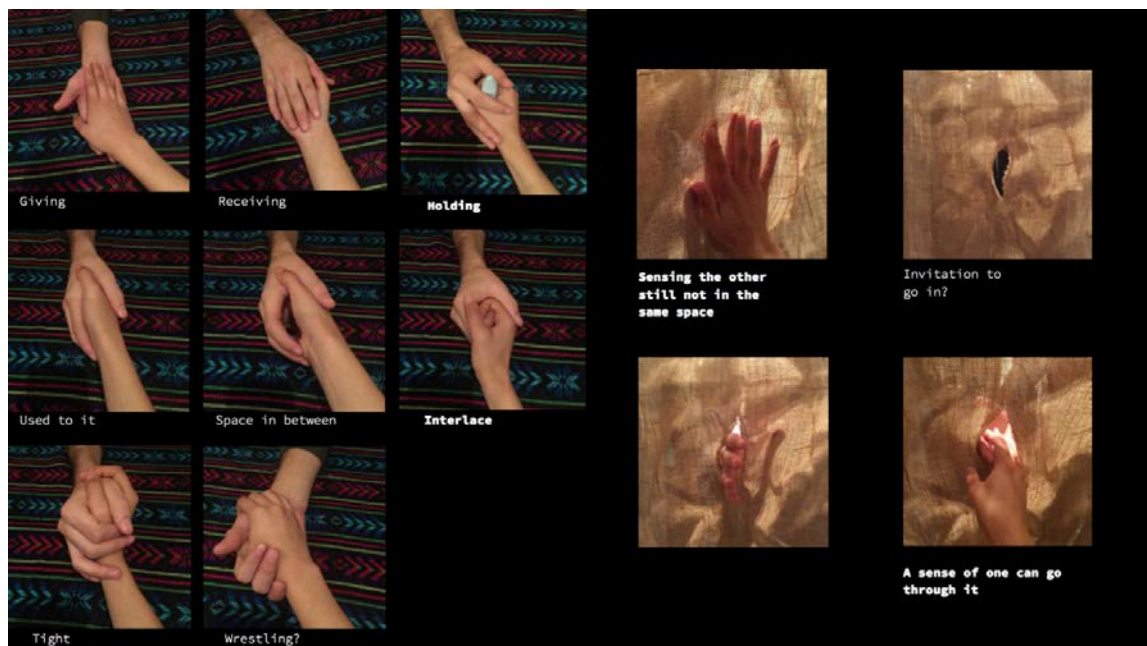 Giving
Receiving
Holding
Used to it
Space in between
Interlace
Tight
Wrestling?
Sensing the other
still not in the
same space
Invitation to
go in?
A sense of one can go
through it